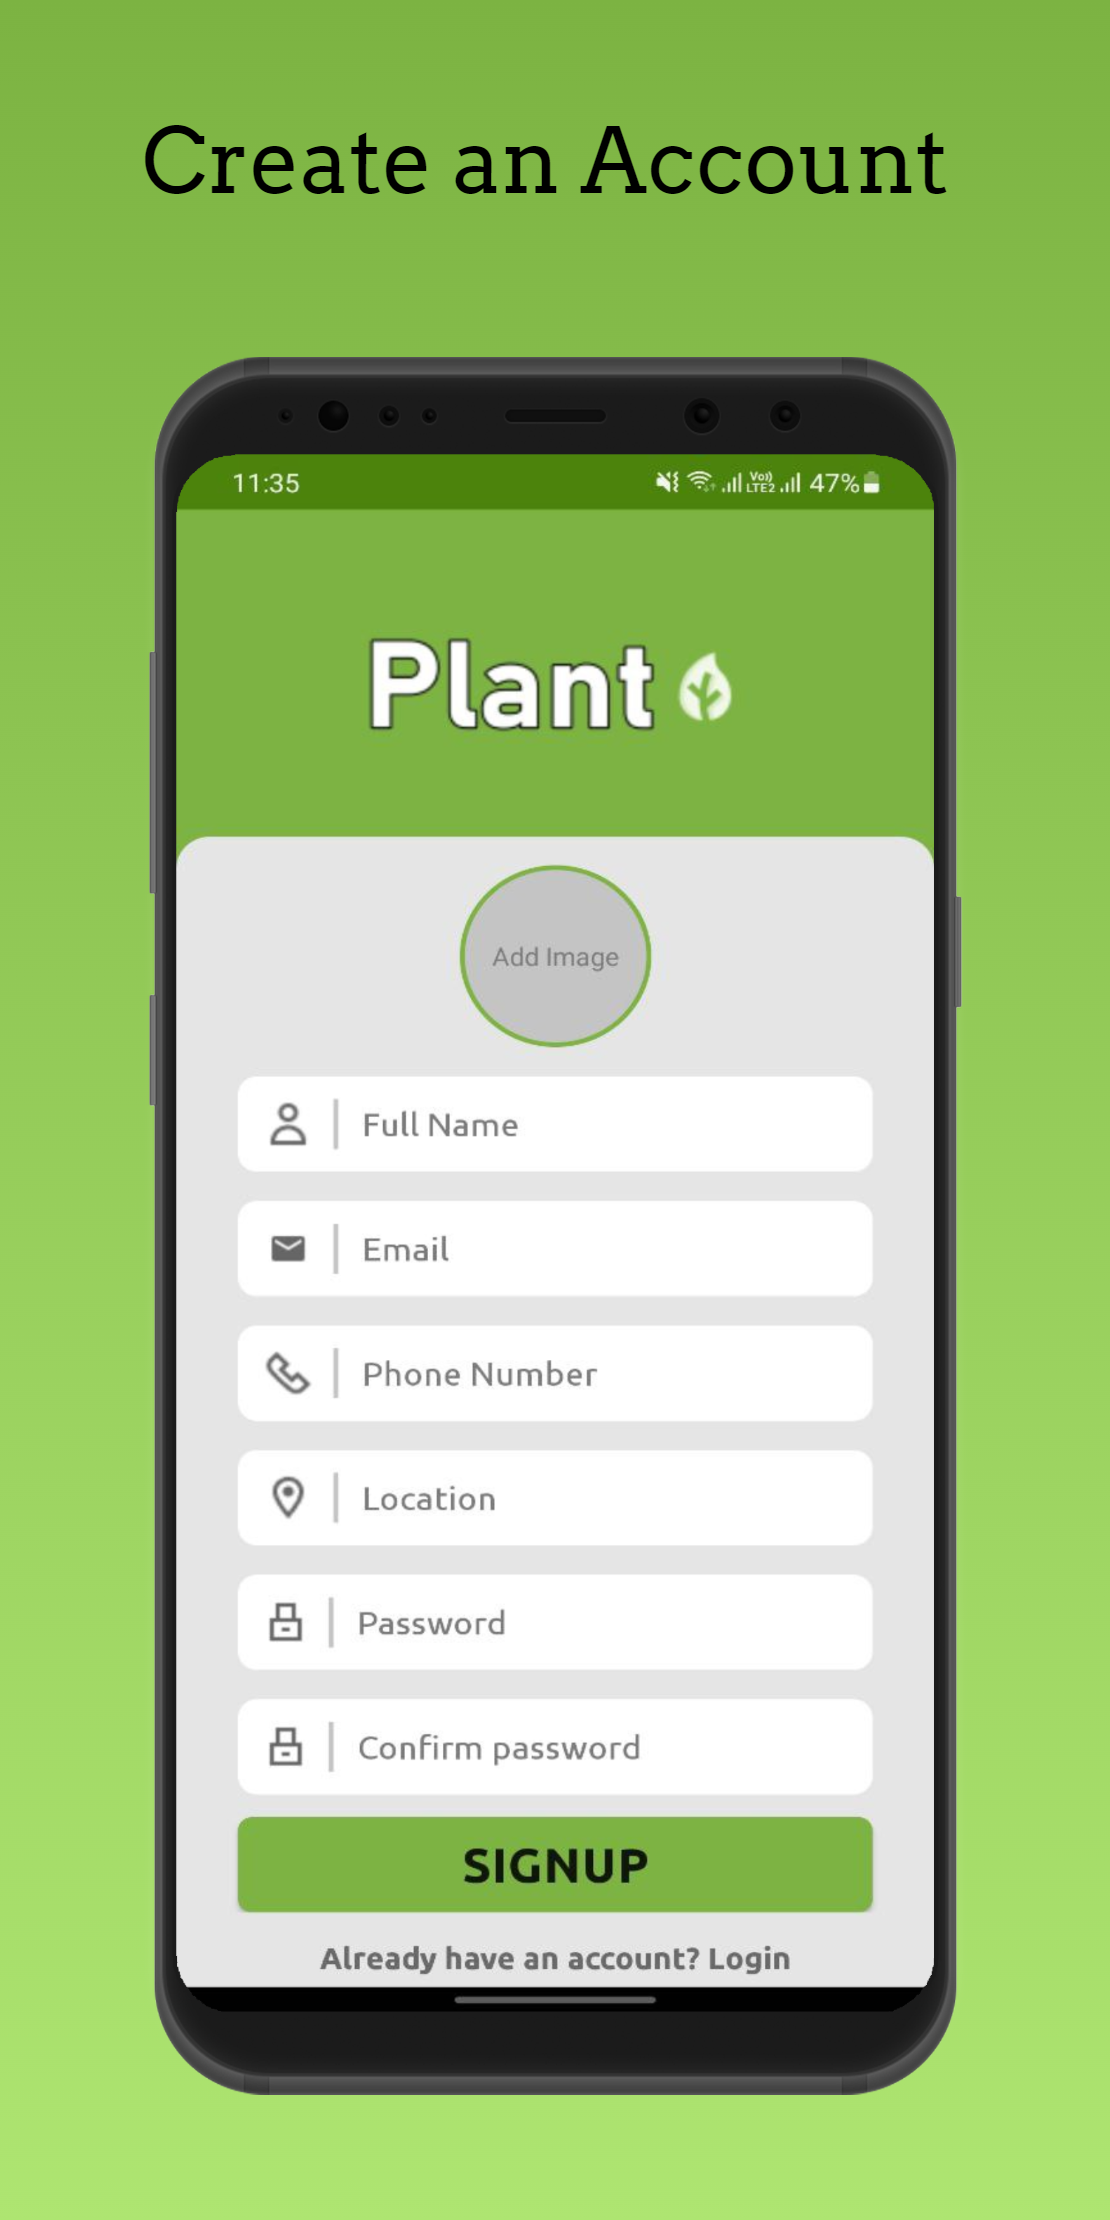 Create an Account
11:35
Vo)) LTE2 47%
Plant
Add Image
Full Name
Email
Phone Number
Location
Password
Confirm password
SIGNUP
Already have an account? Login